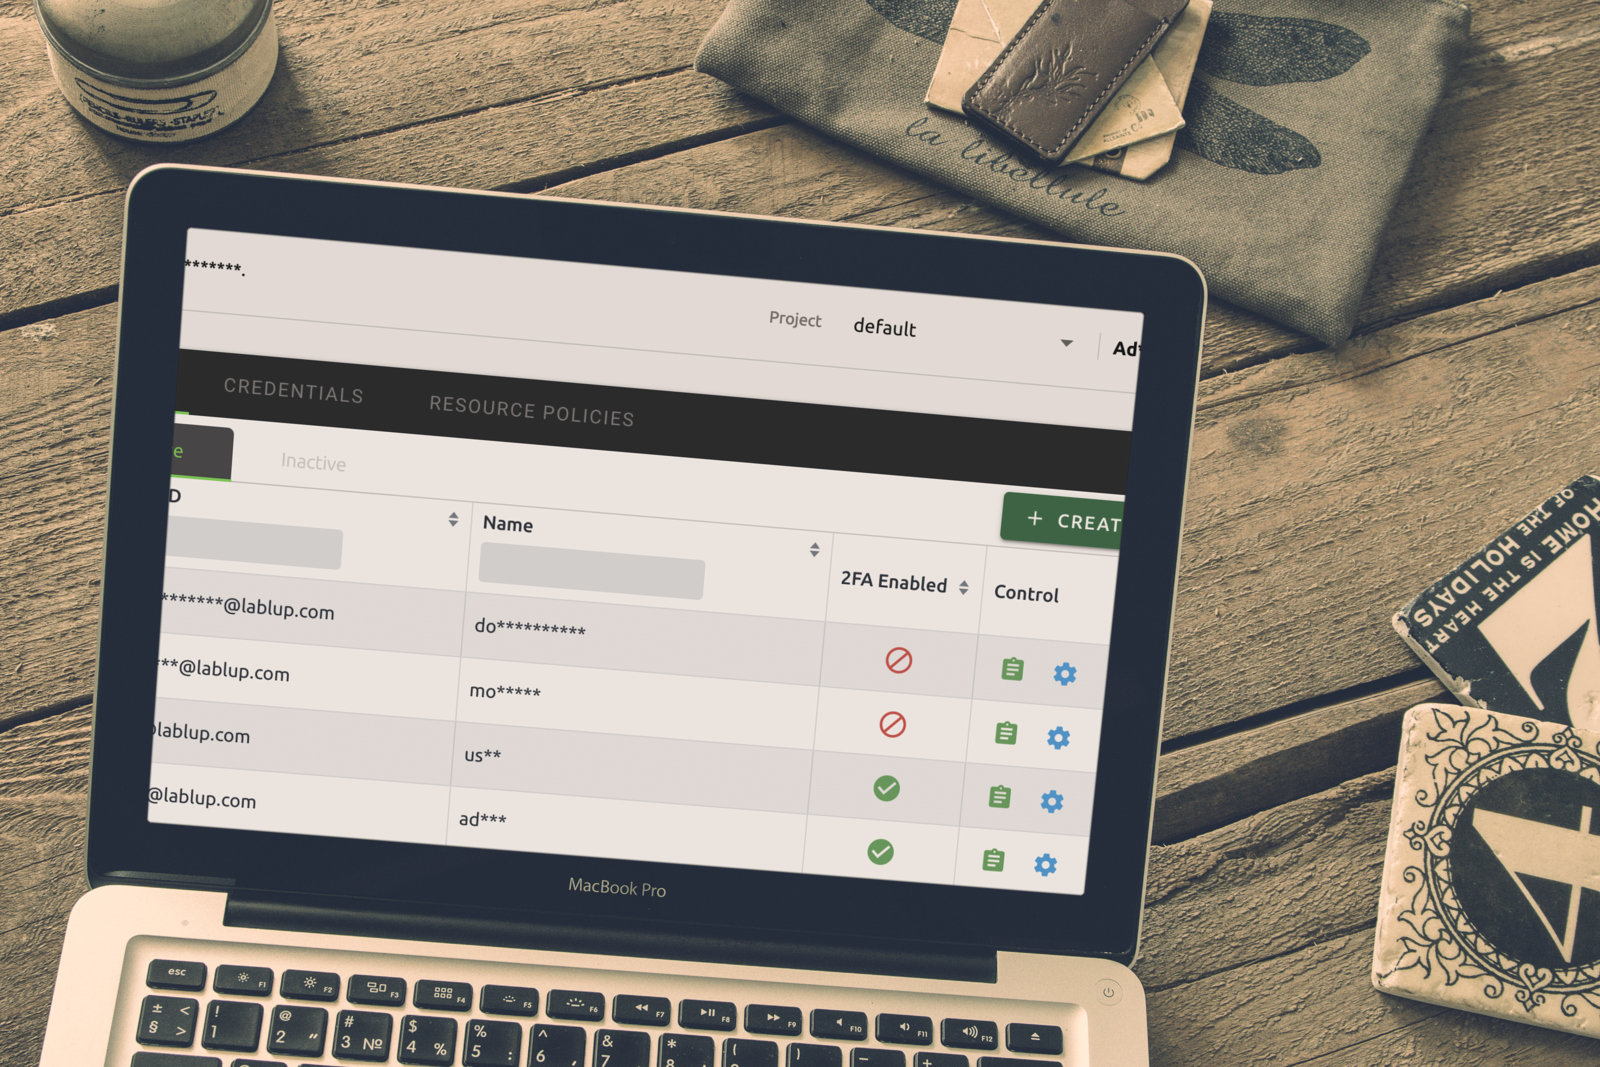 PENCILS-RULERS-STAPLE
la libellule
*******.
Project default Ad*
CREDENTIALS RESOURCE POLICIES
e Inactive
+ CREAT
D Name 2FA Enabled Control
*******@lablup.com do**********
**@lablup.com mo*****
lablup.com us**
@lablup.com ad***
HOME IS THE HEART
OF THE HOLIDAYS
MacBook Pro
esc F1 F2 F3 F4 F5 F6 F7 F8 F9 F10 F11 F12
± < ! @ # $ % ^ & * ( ) – +
§ > 1 2 " 3 № 4 % 5 : 6 , 7 8